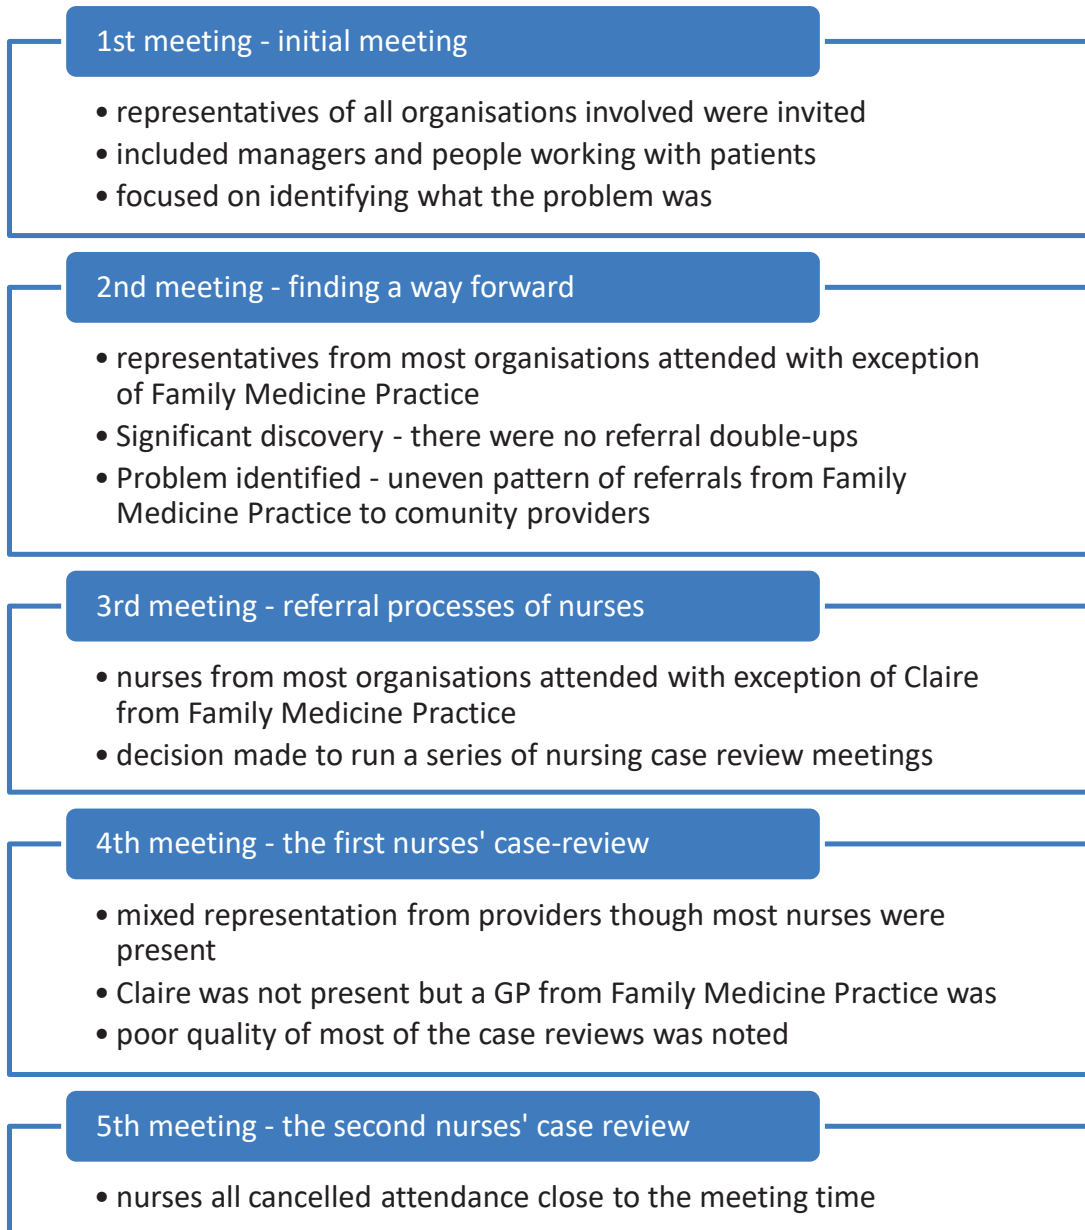 1st meeting - initial meeting
• representatives of all organisations involved were invited
• included managers and people working with patients
• focused on identifying what the problem was
2nd meeting - finding a way forward
• representatives from most organisations attended with exception
of Family Medicine Practice
• Significant discovery - there were no referral double-ups
• Problem identified - uneven pattern of referrals from Family
Medicine Practice to comunity providers
3rd meeting - referral processes of nurses
• nurses from most organisations attended with exception of Claire
from Family Medicine Practice
• decision made to run a series of nursing case review meetings
4th meeting - the first nurses' case-review
• mixed representation from providers though most nurses were
present
• Claire was not present but a GP from Family Medicine Practice was
• poor quality of most of the case reviews was noted
5th meeting - the second nurses' case review
• nurses all cancelled attendance close to the meeting time